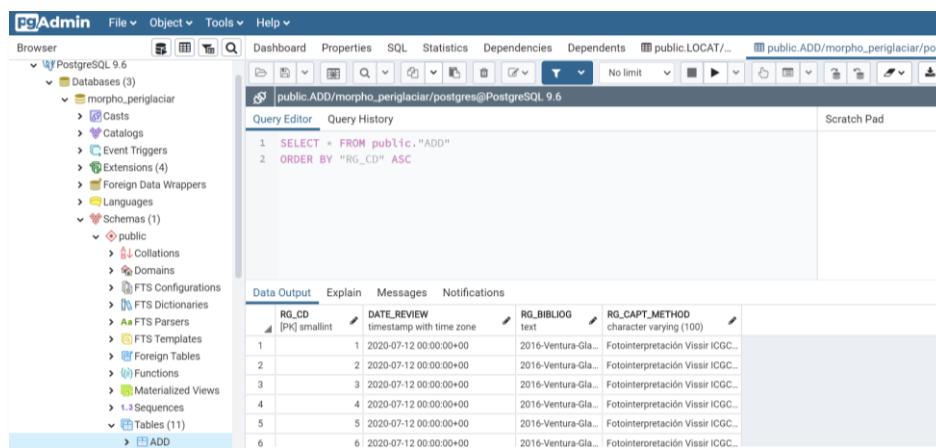 pgAdmin File Object Tools Help
Browser Dashboard Properties SQL Statistics Dependencies Dependents public.LOCAT/... public.ADD/morpho_periglaciar/po
PostgreSQL 9.6
No limit
Databases (3)
morpho_periglaciar
public.ADD/morpho_periglaciar/postgres@PostgreSQL 9.6
Casts
Catalogs
Event Triggers
Extensions (4)
Foreign Data Wrappers
Languages
Schemas (1)
public
Collations
Domains
FTS Configurations
FTS Dictionaries
FTS Parsers
FTS Templates
Foreign Tables
Functions
Materialized Views
1..3 Sequences
Tables (11)
ADD
Query Editor Query History Scratch Pad
1 SELECT * FROM public."ADD"
2 ORDER BY "RG_CD" ASC
Data Output Explain Messages Notifications
RG_CD DATE_REVIEW RG_BIBLIOG RG_CAPT_METHOD
[PK] smallint timestamp with time zone text character varying (100)
1 1 2020-07-12 00:00:00+00 2016-Ventura-Gla... Fotointerpretación Vissir ICGC...
2 2 2020-07-12 00:00:00+00 2016-Ventura-Gla... Fotointerpretación Vissir ICGC...
3 3 2020-07-12 00:00:00+00 2016-Ventura-Gla... Fotointerpretación Vissir ICGC...
4 4 2020-07-12 00:00:00+00 2016-Ventura-Gla... Fotointerpretación Vissir ICGC...
5 5 2020-07-12 00:00:00+00 2016-Ventura-Gla... Fotointerpretación Vissir ICGC...
6 6 2020-07-12 00:00:00+00 2016-Ventura-Gla... Fotointerpretación Vissir ICGC...